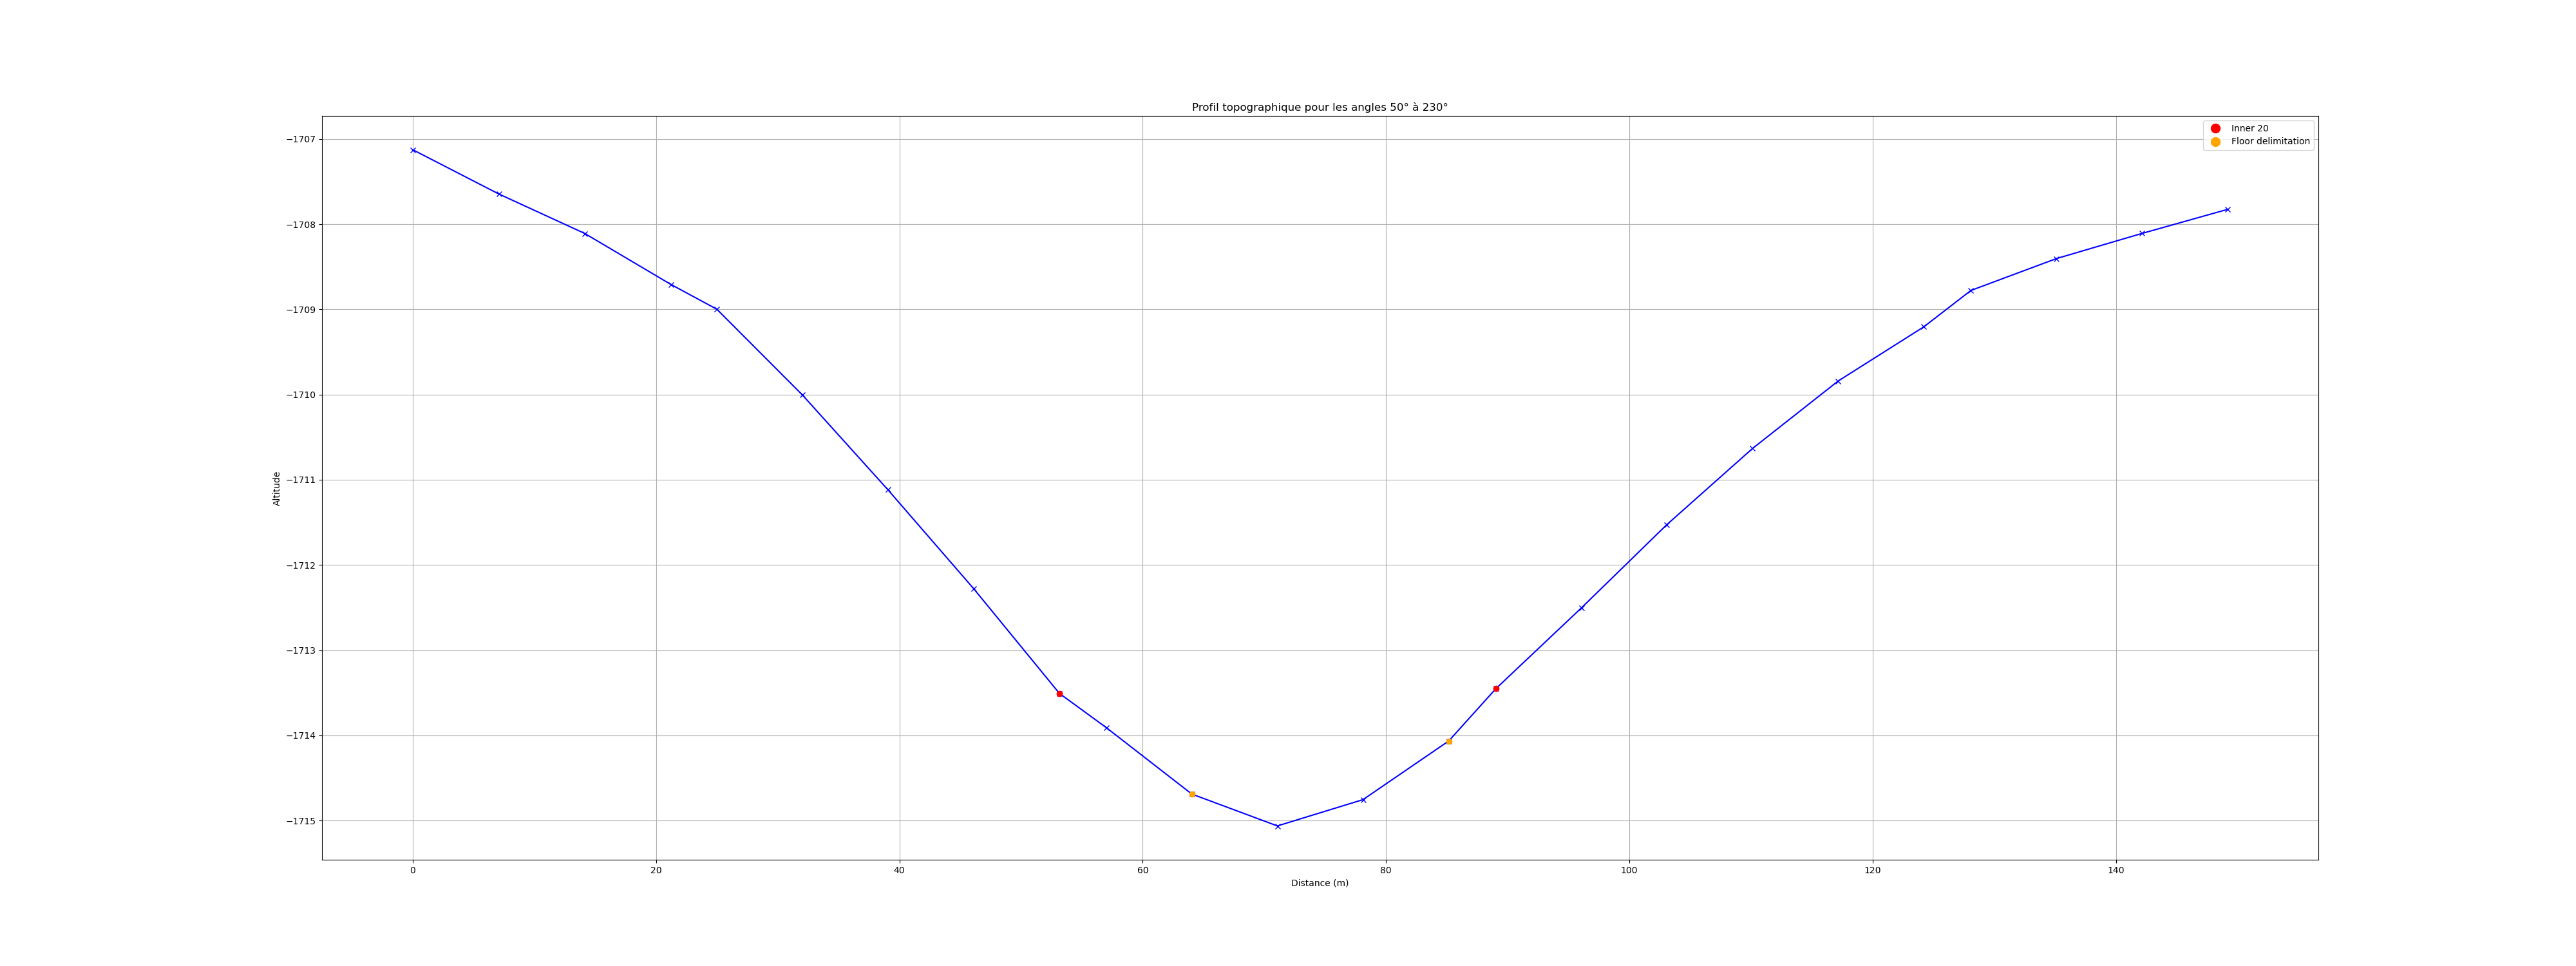 Profil topographique pour les angles 50° à 230°
Inner 20
Floor delimitation
−1707
−1708
−1709
−1710
−1711
−1712
−1713
−1714
−1715
Altitude
0 20 40 60 80 100 120 140
Distance (m)